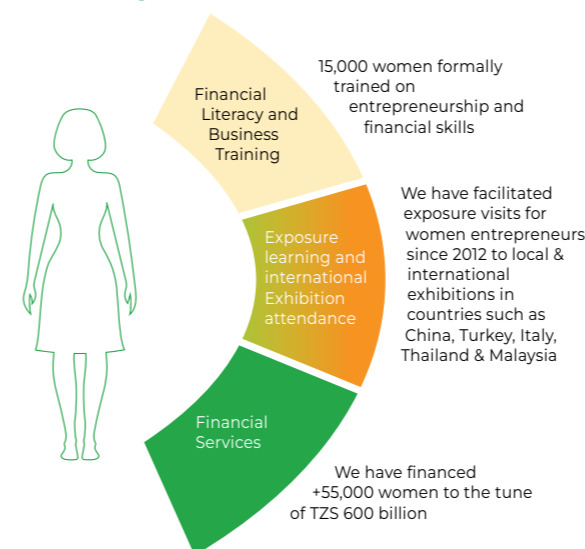 Financial
Literacy and
Business
Training
15,000 women formally
trained on
entrepreneurship and
financial skills
Exposure
learning and
international
Exhibition
attendance
We have facilitated
exposure visits for
women entrepreneurs
since 2012 to local &
international
exhibitions in
countries such as
China, Turkey, Italy,
Thailand & Malaysia
Financial
Services
We have financed
+55,000 women to the tune
of TZS 600 billion